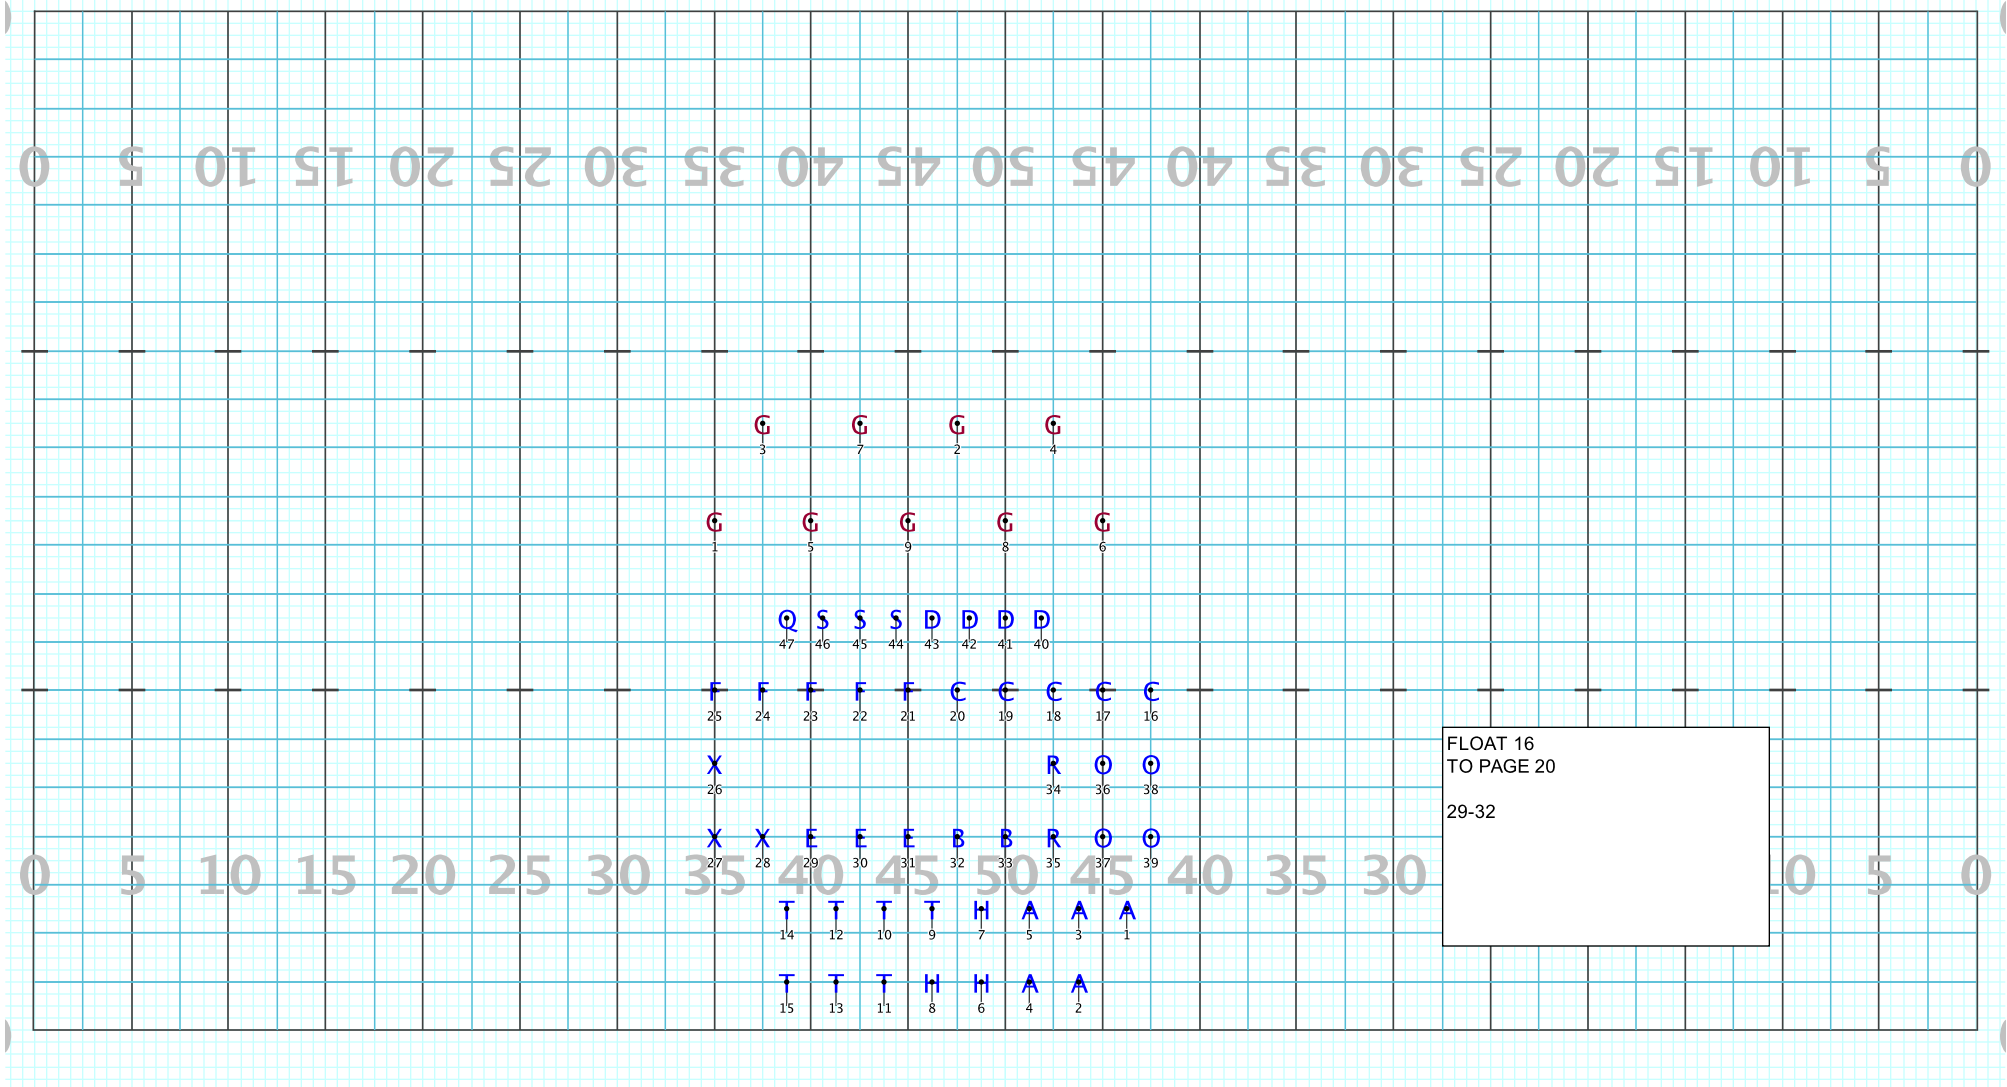 0 5 10 15 20 25 30 35 40 45 50 45 40 35 30 25 20 15 10 5 0
G G G G
3 7 2 4
G G G G G
1 5 9 8 6
Q S S S D D D D
47 46 45 44 43 42 41 40
F F F F F C C C C C
25 24 23 22 21 20 19 18 17 16
X R O O
26 34 36 38
X X E E E B B R O O
27 28 29 30 31 32 33 35 37 39
0 5 10 15 20 25 30 35 40 45 50 45 40 35 30 10 5 0
T T T T H A A A
14 12 10 9 7 5 3 1
T T T H H A A
15 13 11 8 6 4 2
FLOAT 16
TO PAGE 20
29-32